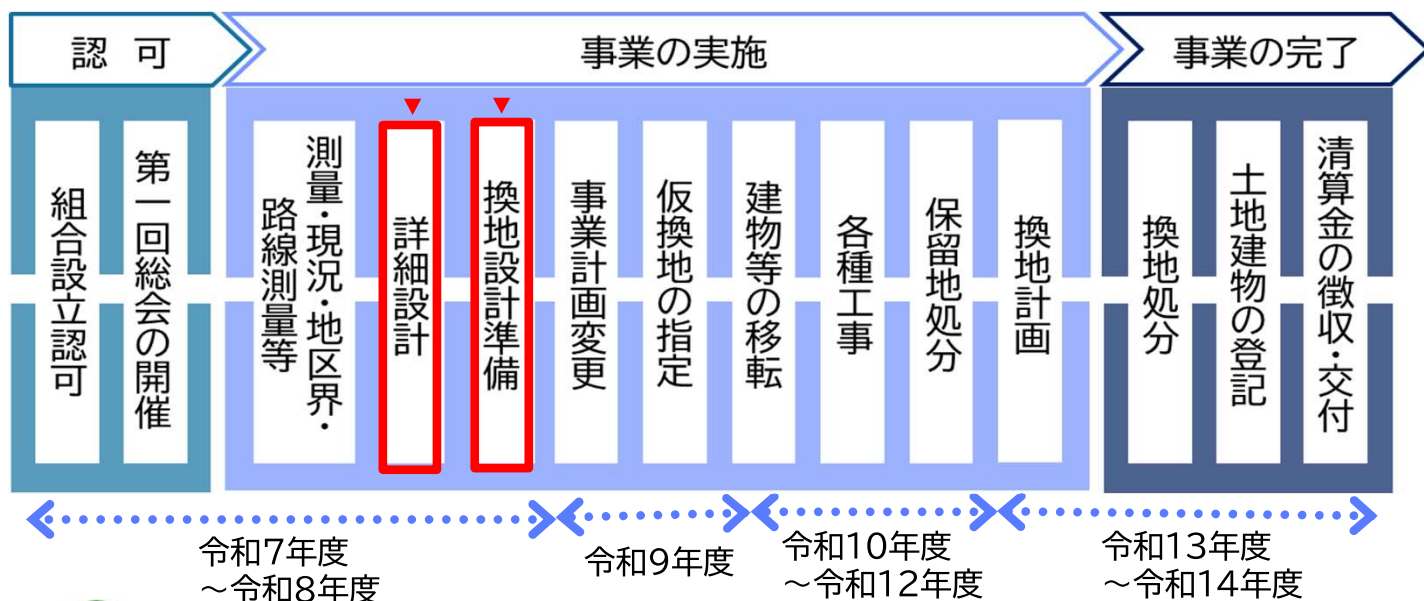 認 可
事業の実施
事業の完了
組合設立認可
第一回総会の開催
測量・現況・地区界・
路線測量等
詳細設計
換地設計準備
事業計画変更
仮換地の指定
建物等の移転
各種工事
保留地処分
換地計画
換地処分
土地建物の登記
清算金の徴収・交付
令和7年度
～令和8年度
令和9年度
令和10年度
～令和12年度
令和13年度
～令和14年度